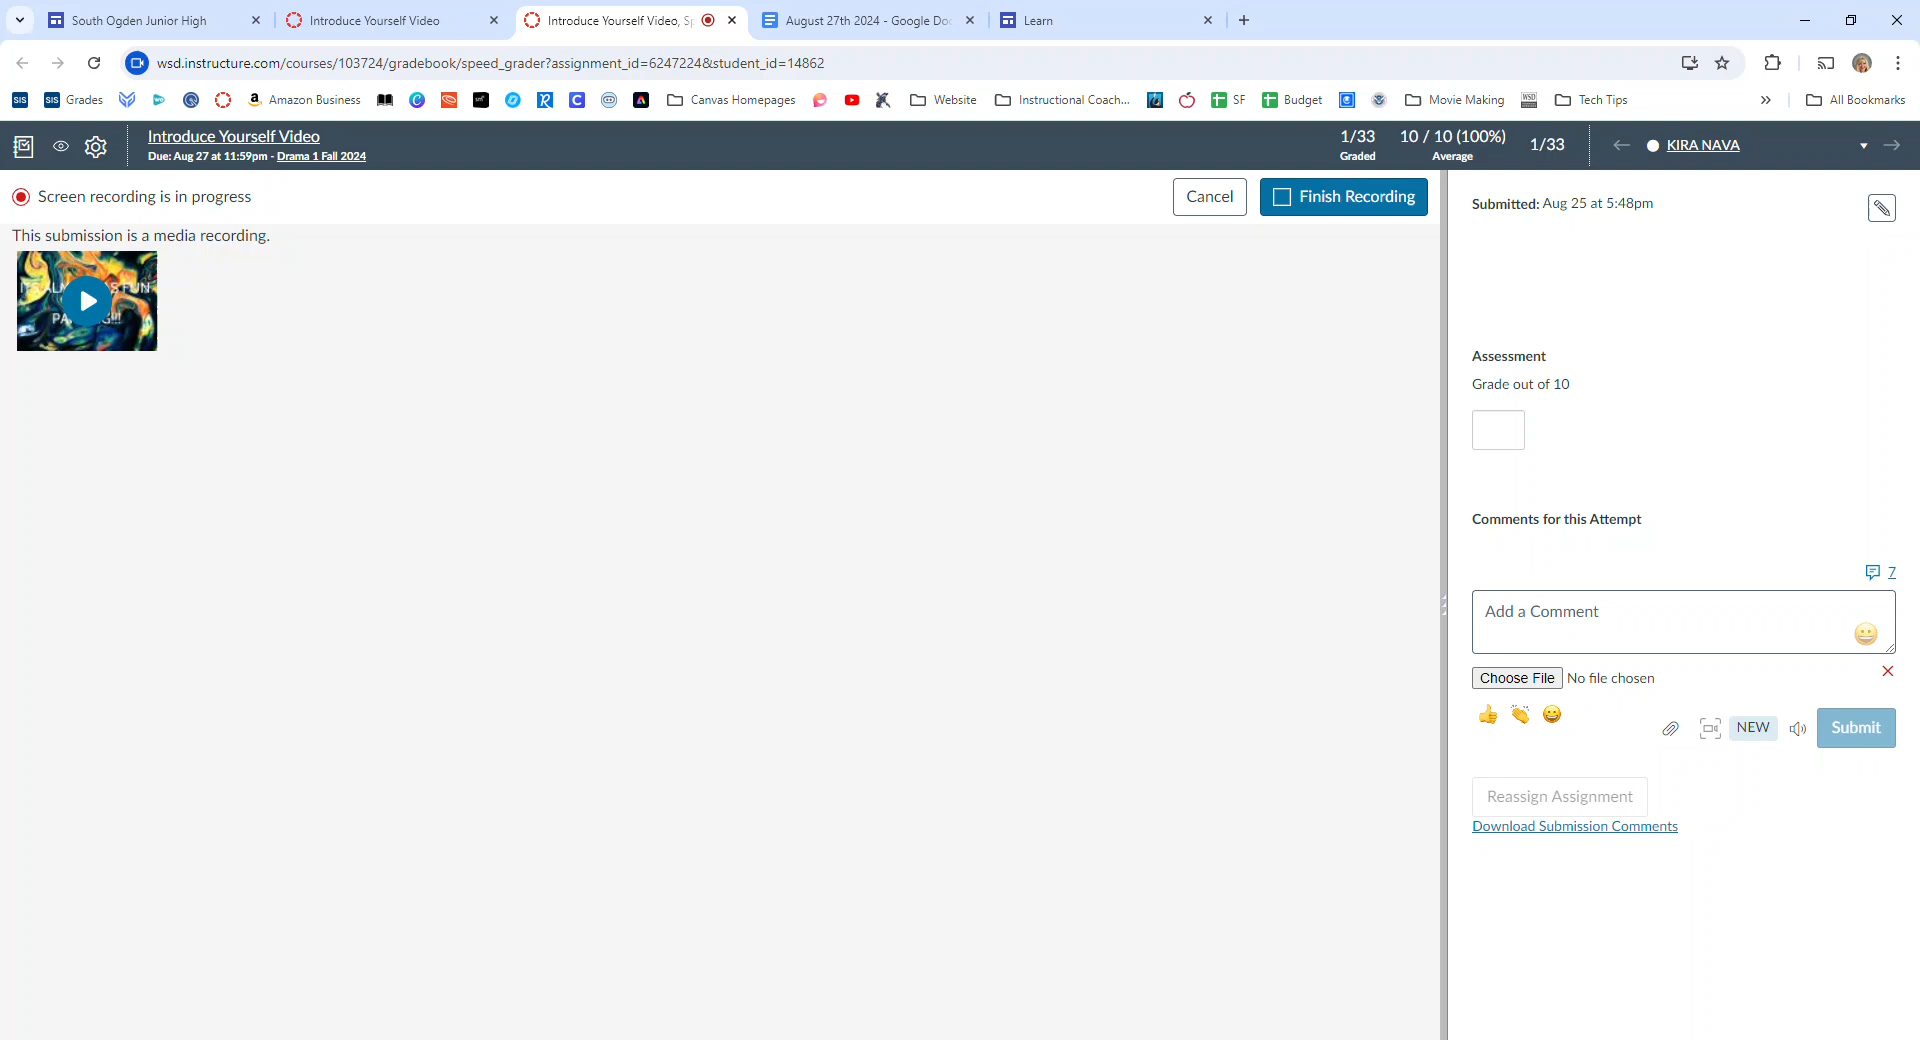 South Ogden Junior High
Introduce Yourself Video
Introduce Yourself Video, Sp
August 27th 2024 - Google Doc
Learn
wsd.instructure.com/courses/103724/gradebook/speed_grader?assignment_id=6247224&student_id=14862
SIS
SIS Grades
a Amazon Business
Canvas Homepages
Website
Instructional Coach...
SF
Budget
Movie Making
WSD
Tech Tips
All Bookmarks
Introduce Yourself Video
Due: Aug 27 at 11:59pm - Drama 1 Fall 2024
1/33
Graded
10 / 10 (100%)
Average
1/33
KIRA NAVA
Screen recording is in progress
Cancel
Finish Recording
This submission is a media recording.
Submitted: Aug 25 at 5:48pm
Assessment
Grade out of 10
Comments for this Attempt
7
Add a Comment
Choose File No file chosen
NEW
Submit
Reassign Assignment
Download Submission Comments